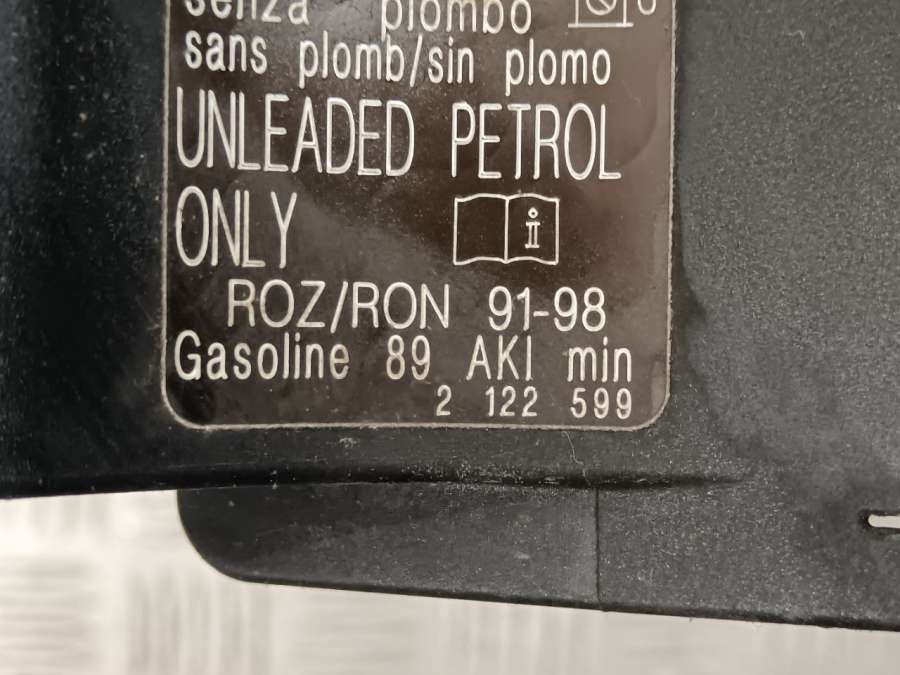 senza plombo
sans plomb/sin plomo
UNLEADED PETROL
ONLY
ROZ/RON 91-98
Gasoline 89 AKI min
2 122 599